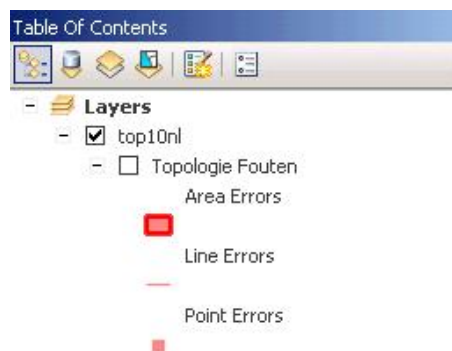 Table Of Contents
Layers
top10nl
Topologie Fouten
Area Errors
Line Errors
Point Errors